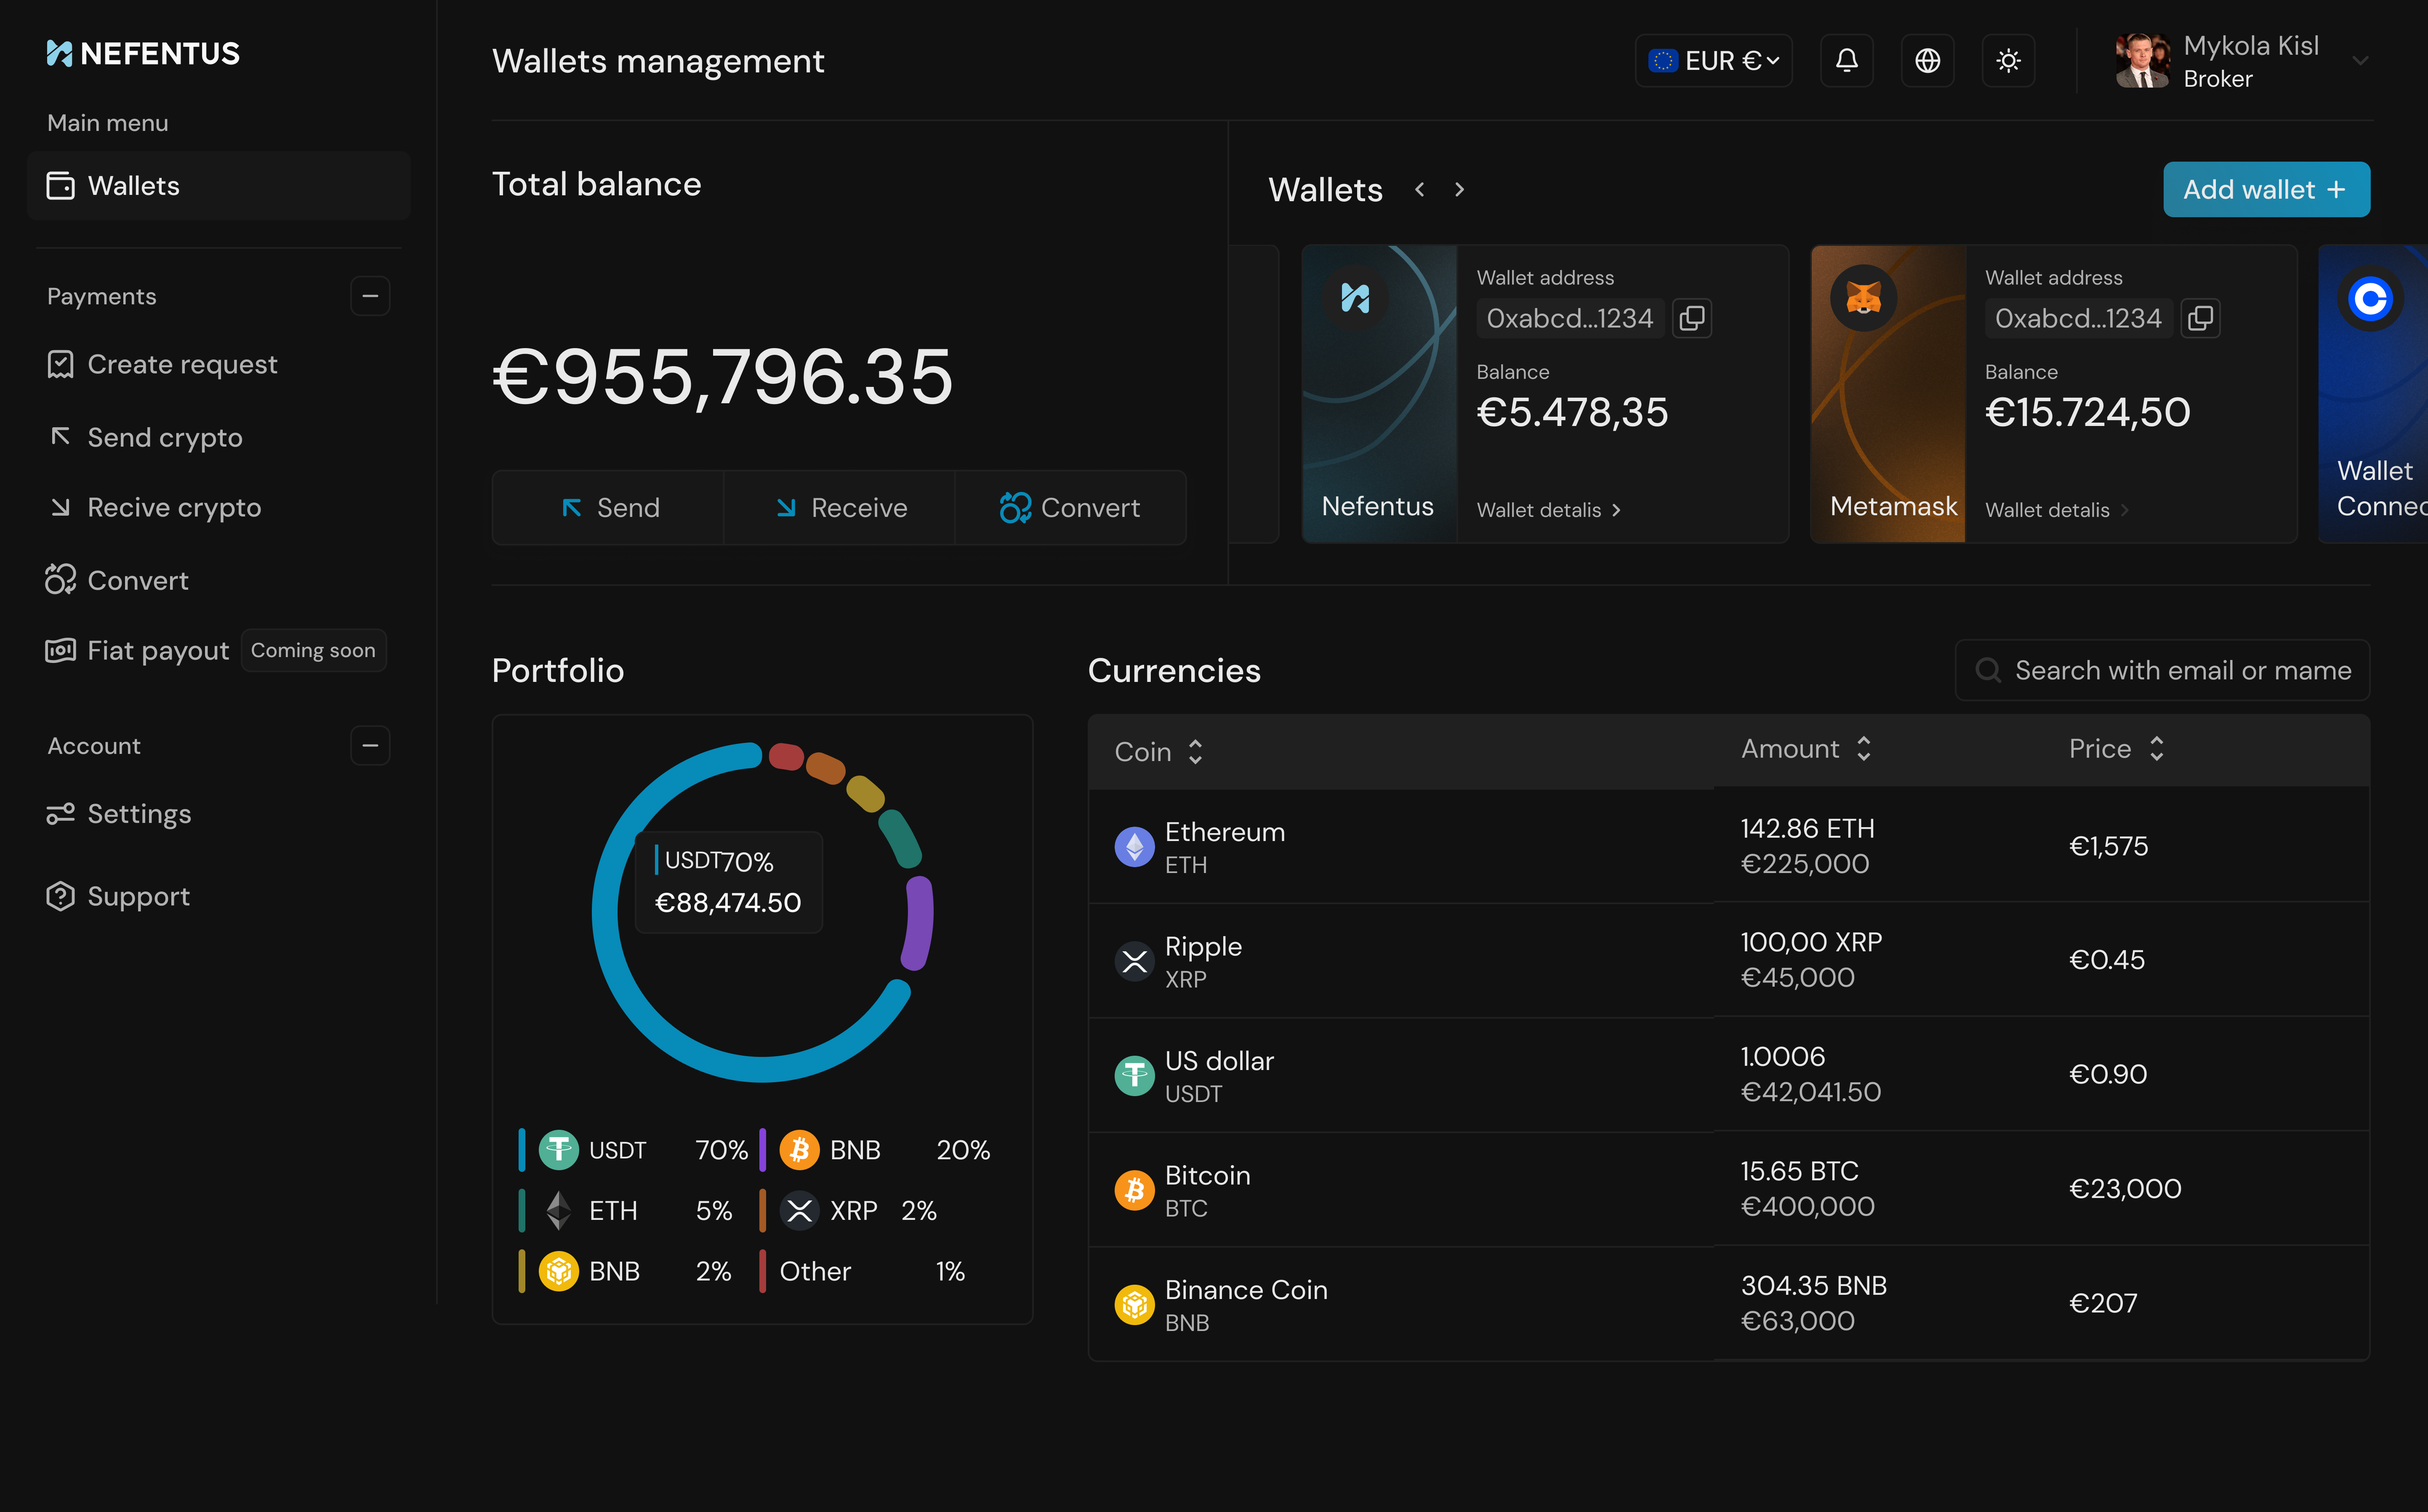 NEFENTUS
Main menu
Wallets
Payments
Create request
Send crypto
Recive crypto
Convert
Fiat payout Coming soon
Account
Settings
Support
Wallets management
EUR €
Mykola Kisl
Broker
Total balance
€955,796.35
Send Receive Convert
Wallets
Add wallet +
Nefentus
Wallet address
0xabcd...1234
Balance
€5.478,35
Wallet detalis
Metamask
Wallet address
0xabcd...1234
Balance
€15.724,50
Wallet detalis
Wallet
Connec
Portfolio
USDT70%
€88,474.50
USDT 70% BNB 20%
ETH 5% XRP 2%
BNB 2% Other 1%
Currencies
Search with email or mame
Coin Amount Price
Ethereum
ETH
142.86 ETH
€225,000
€1,575
Ripple
XRP
100,00 XRP
€45,000
€0.45
US dollar
USDT
1.0006
€42,041.50
€0.90
Bitcoin
BTC
15.65 BTC
€400,000
€23,000
Binance Coin
BNB
304.35 BNB
€63,000
€207